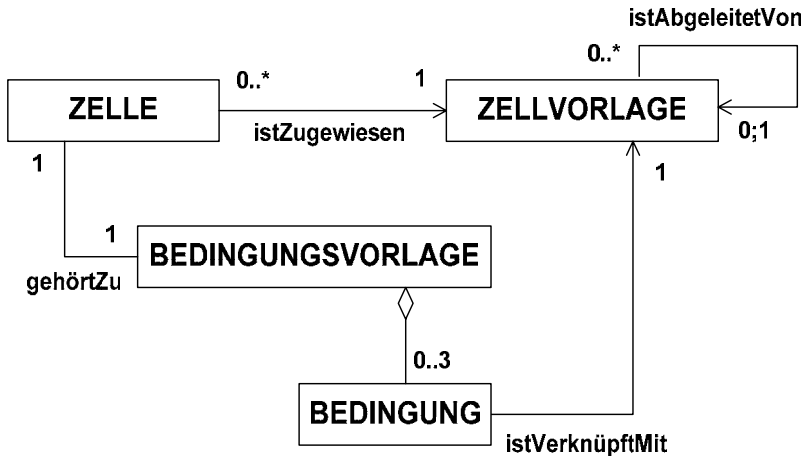 istAbgeleitetVon
0..*
0..*
1
ZELLE
ZELLVORLAGE
istZugewiesen
0;1
1
1
1
BEDINGUNGSVORLAGE
gehörtZu
0..3
BEDINGUNG
istVerknüpftMit